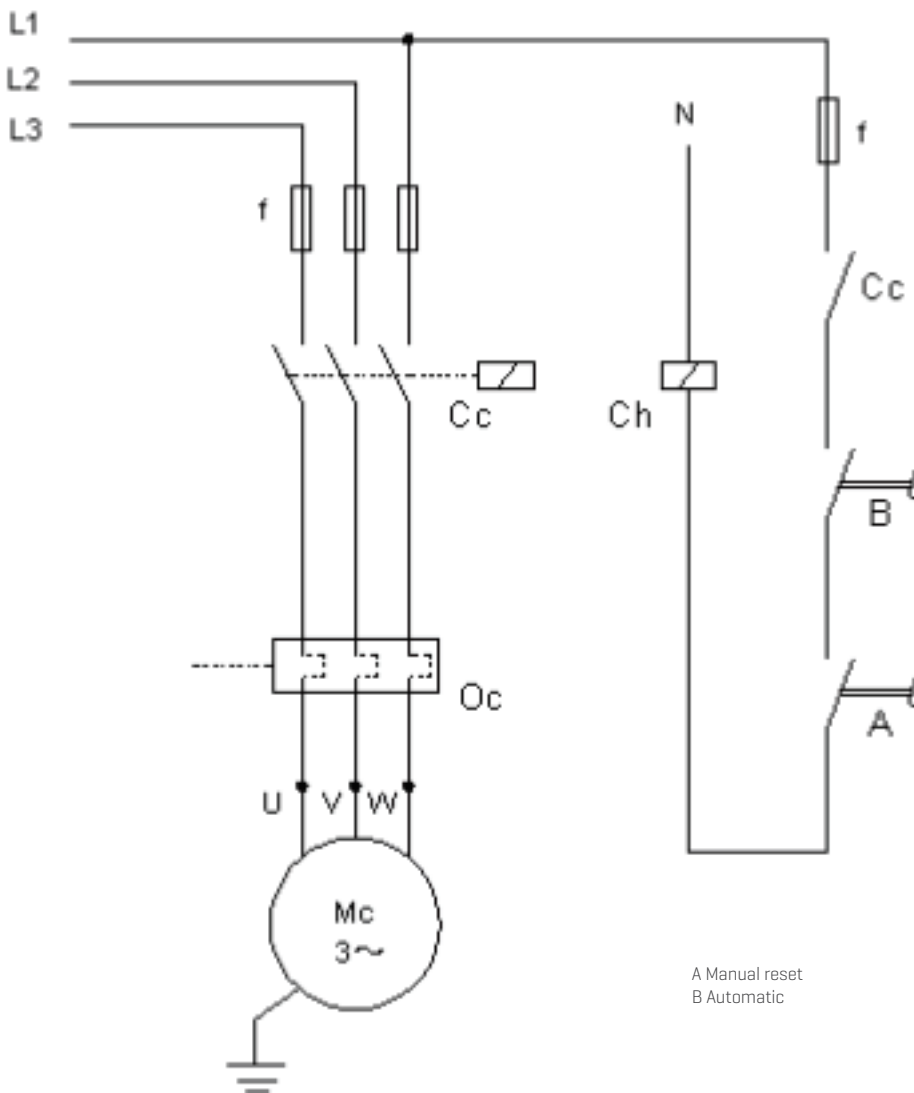 L1
L2
L3
N
f
f
Cc
Cc
Ch
B
Oc
A
U V W
Mc
3~
A Manual reset
B Automatic